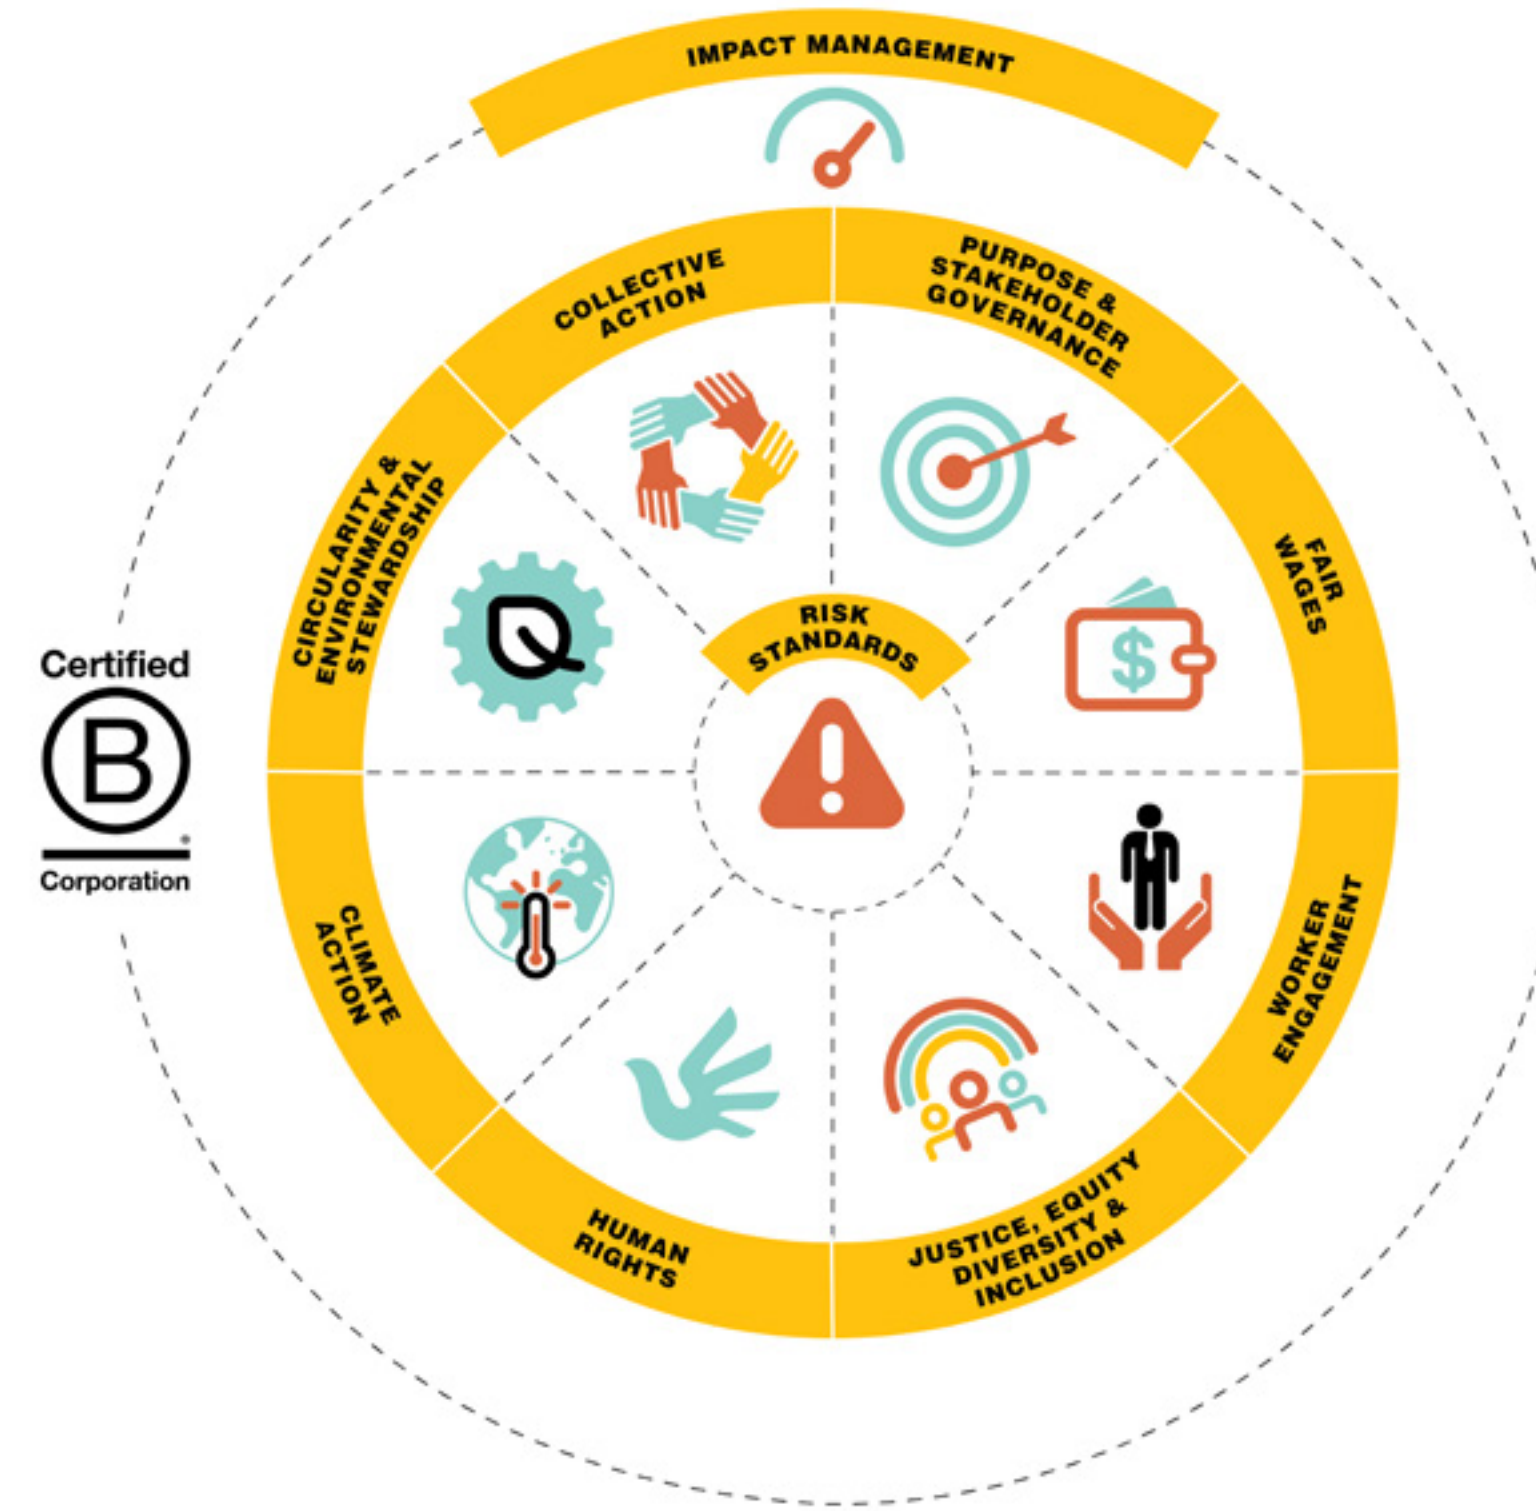 IMPACT MANAGEMENT
COLLECTIVE
ACTION
PURPOSE &
STAKEHOLDER
GOVERNANCE
CIRCULARITY &
ENVIRONMENTAL
STEWARDSHIP
FAIR
WAGES
RISK
STANDARDS
$
Certified
B
Corporation
CLIMATE
ACTION
WORKER
ENGAGEMENT
HUMAN
RIGHTS
JUSTICE, EQUITY
DIVERSITY &
INCLUSION